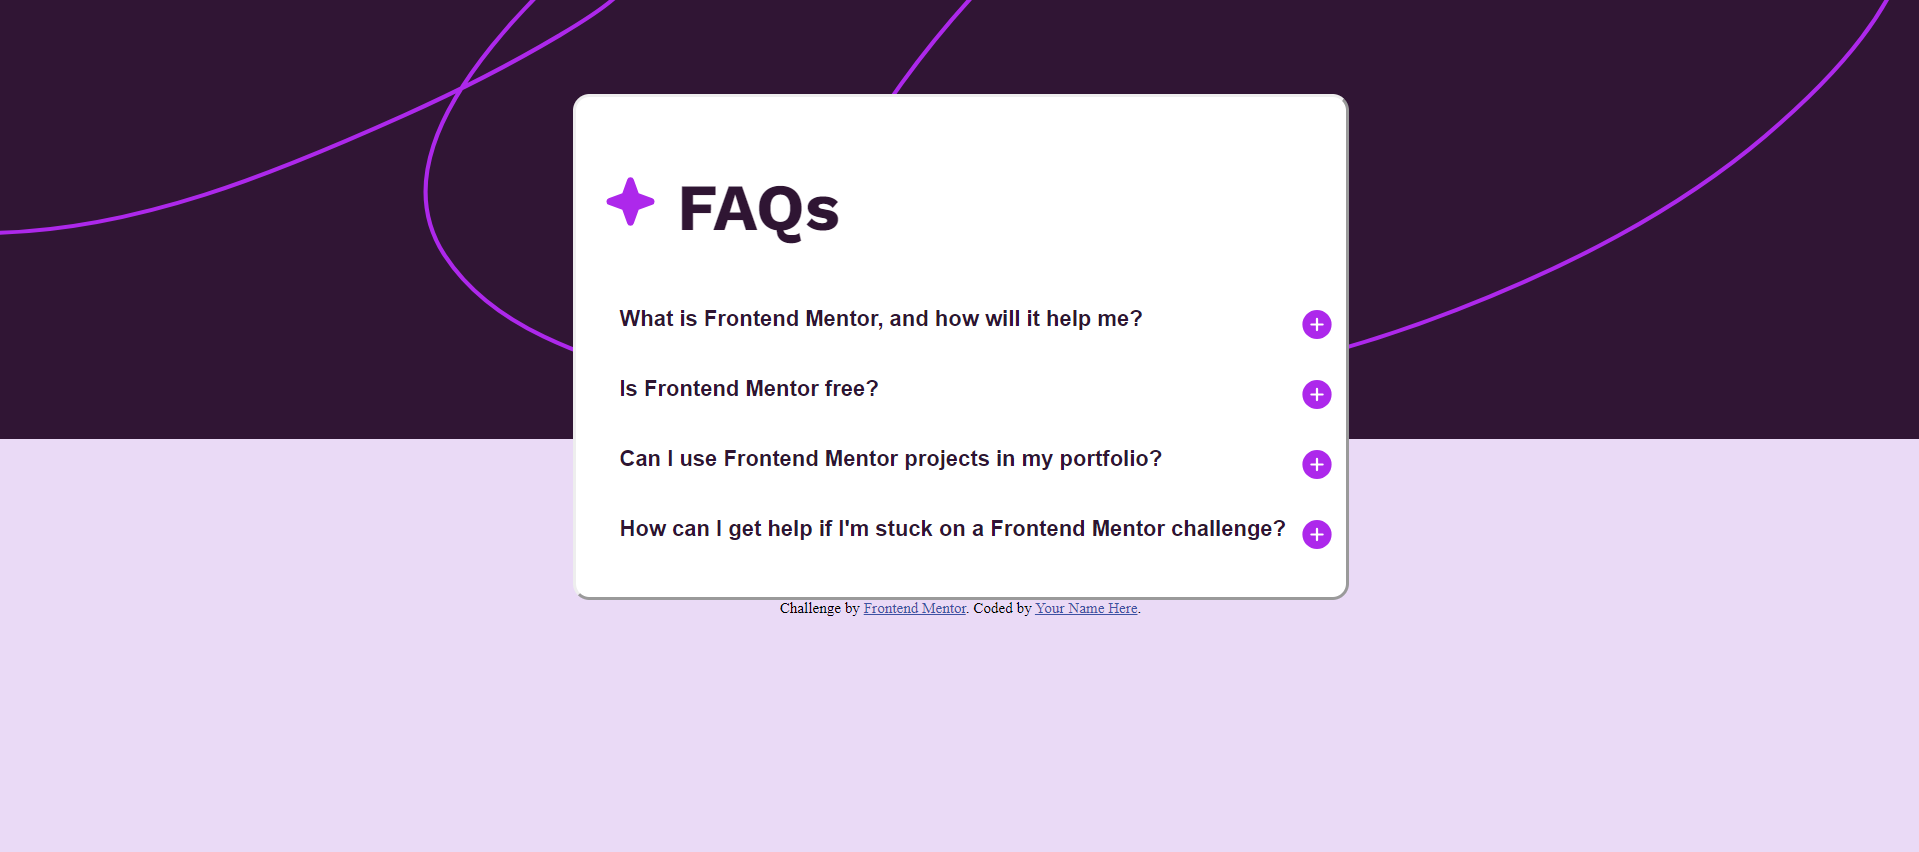 FAQs
What is Frontend Mentor, and how will it help me?
Is Frontend Mentor free?
Can I use Frontend Mentor projects in my portfolio?
How can I get help if I'm stuck on a Frontend Mentor challenge?
Challenge by Frontend Mentor. Coded by Your Name Here.